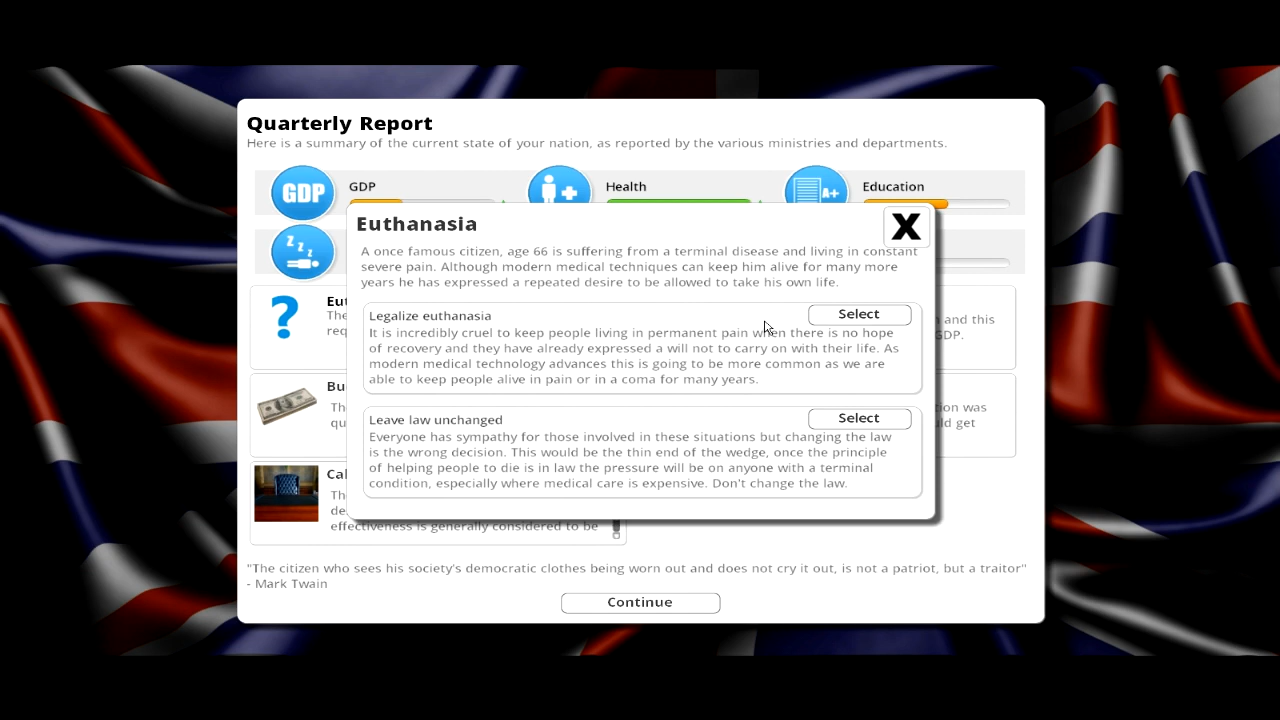 Quarterly Report
Here is a summary of the current state of your nation, as reported by the various ministries and departments.
GDP
GDP
Health
A+
Education
z z z
Euthanasia
X
A once famous citizen, age 66 is suffering from a terminal disease and living in constant
severe pain. Although modern medical techniques can keep him alive for many more
years he has expressed a repeated desire to be allowed to take his own life.
Legalize euthanasia
Select
It is incredibly cruel to keep people living in permanent pain when there is no hope
of recovery and they have already expressed a will not to carry on with their life. As
modern medical technology advances this is going to be more common as we are
able to keep people alive in pain or in a coma for many years.
Leave law unchanged
Select
Everyone has sympathy for those involved in these situations but changing the law
is the wrong decision. This would be the thin end of the wedge, once the principle
of helping people to die is in law the pressure will be on anyone with a terminal
condition, especially where medical care is expensive. Don't change the law.
and this
GDP.
was
get
effectiveness is generally considered to be
"The citizen who sees his society's democratic clothes being worn out and does not cry it out, is not a patriot, but a traitor"
- Mark Twain
Continue